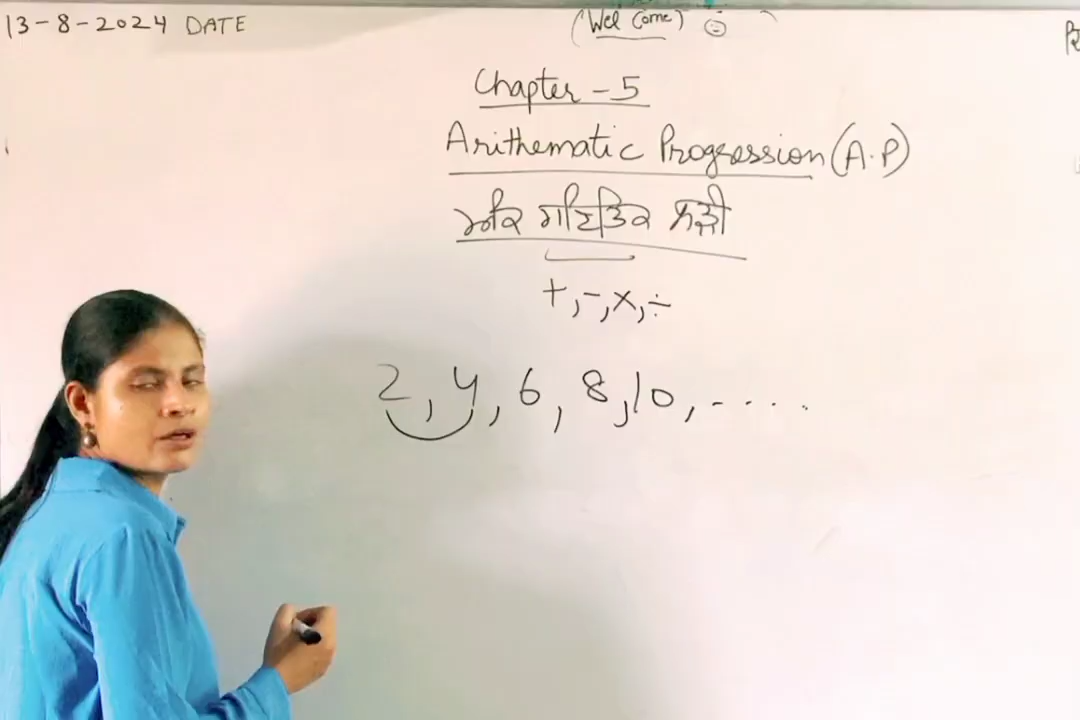 13-8-2024 DATE
(Wel Come) ☺
Chapter - 5
Arithematic Progression (A.P)
ਅੰਕ ਗਣਿਤਿਕ ਲੜੀ
+, -, ×, ÷
2, 4, 6, 8, 10, - . . . .